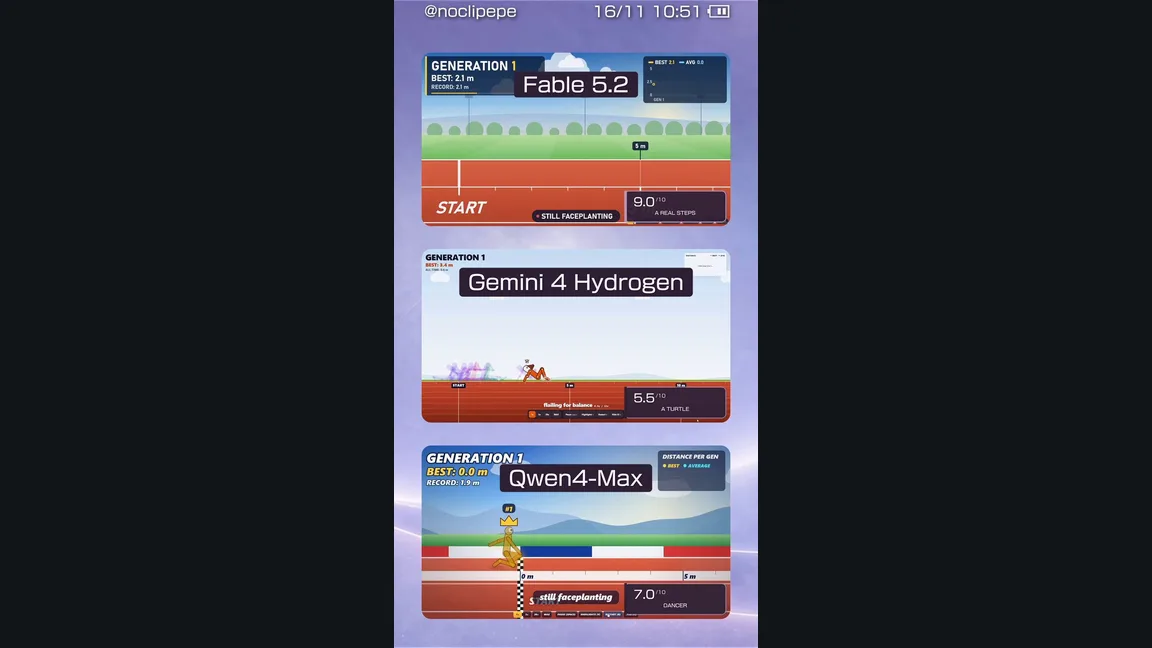 @noclipepe
16/11 10:51
GENERATION 1
BEST: 2.1 m
RECORD: 2.1 m
Fable 5.2
BEST 2.1 AVG 0.0
GEN 1
5 m
START
STILL FACEPLANTING
9.0/10
A REAL STEPS
GENERATION 1
BEST: 2.4 m
Gemini 4 Hydrogen
START
5 m
10 m
Flailing for balance
5.5/10
A TURTLE
GENERATION 1
BEST: 0.0 m
RECORD: 1.9 m
Qwen4-Max
DISTANCE PER GEN
BEST AVERAGE
#1
0 m
5 m
still faceplanting
7.0/10
DANCER